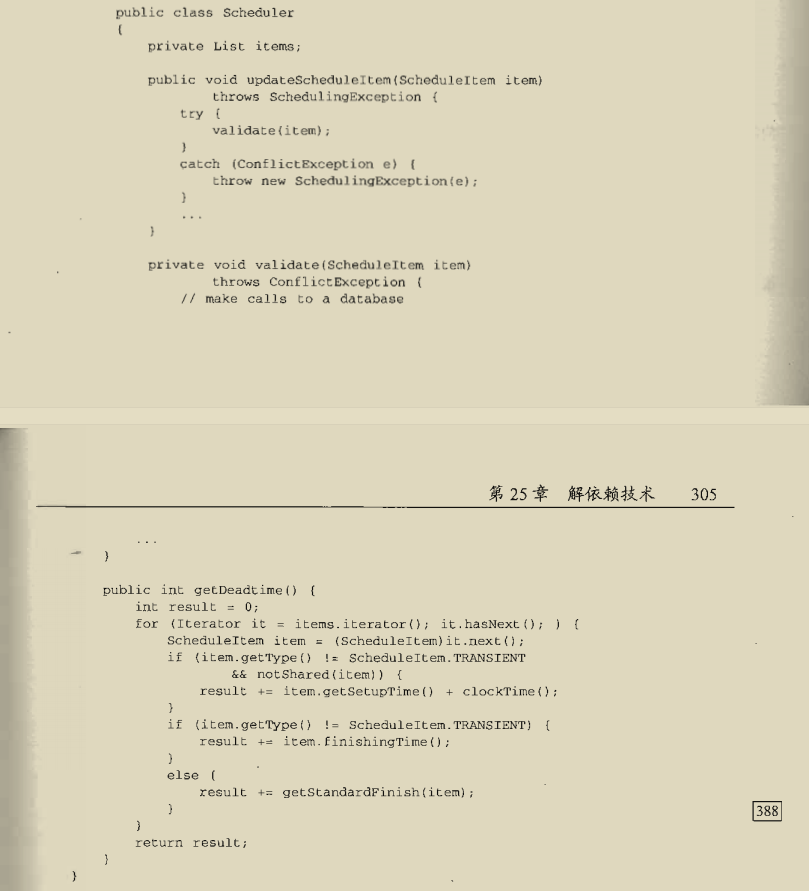 public class Scheduler
{
    private List items;
    public void updateScheduleItem(ScheduleItem item)
            throws SchedulingException {
        try {
            validate(item);
        }
        catch (ConflictException e) {
            throw new SchedulingException(e);
        }
        ...
    }
    private void validate(ScheduleItem item)
            throws ConflictException {
        // make calls to a database
第 25 章 解依赖技术 305
        ...
    }
    public int getDeadtime() {
        int result = 0;
        for (Iterator it = items.iterator(); it.hasNext(); ) {
            ScheduleItem item = (ScheduleItem)it.next();
            if (item.getType() != ScheduleItem.TRANSIENT
                    && notShared(item)) {
                result += item.getSetupTime() + clockTime();
            }
            if (item.getType() != ScheduleItem.TRANSIENT) {
                result += item.finishingTime();
            }
            else {
                result += getStandardFinish(item);
            }
388
        }
        return result;
    }
}